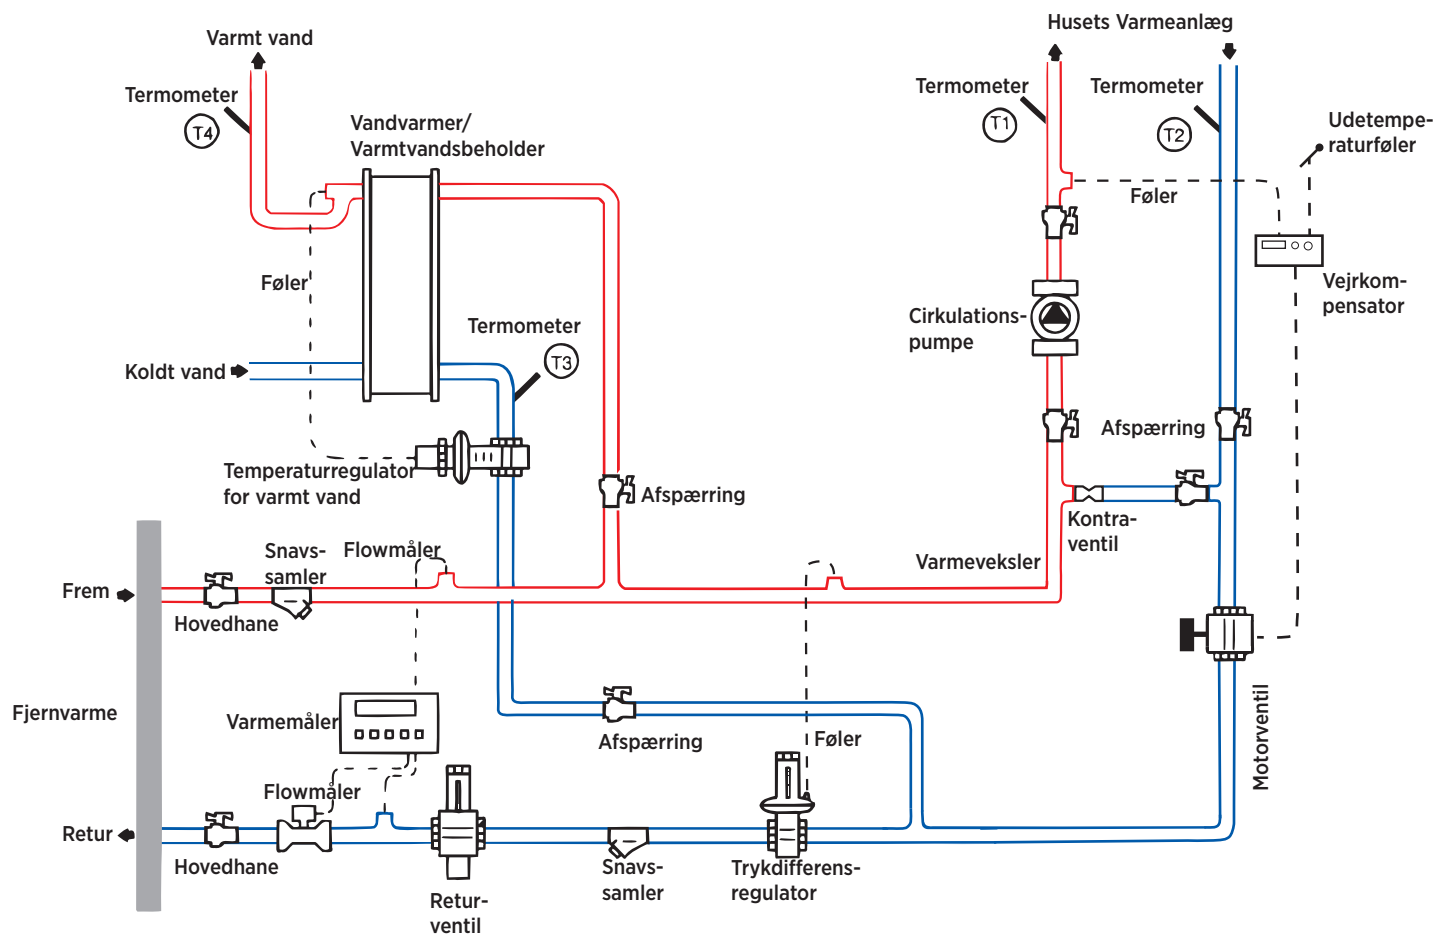 Husets Varmeanlæg
Varmt vand
Termometer
T4
Vandvarmer/
Varmtvandsbeholder
Termometer
T1
Termometer
T2
Udetempe-
raturføler
Føler
Vejrkom-
pensator
Føler
Cirkulations-
pumpe
Termometer
T3
Koldt vand
Afspærring
Temperaturregulator
for varmt vand
Afspærring
Kontra-
ventil
Snavs-
samler
Flowmåler
Varmeveksler
Frem
Hovedhane
Fjernvarme
Varmemåler
Afspærring
Føler
Motorventil
Flowmåler
Retur
Hovedhane
Retur-
ventil
Snavs-
samler
Trykdifferens-
regulator